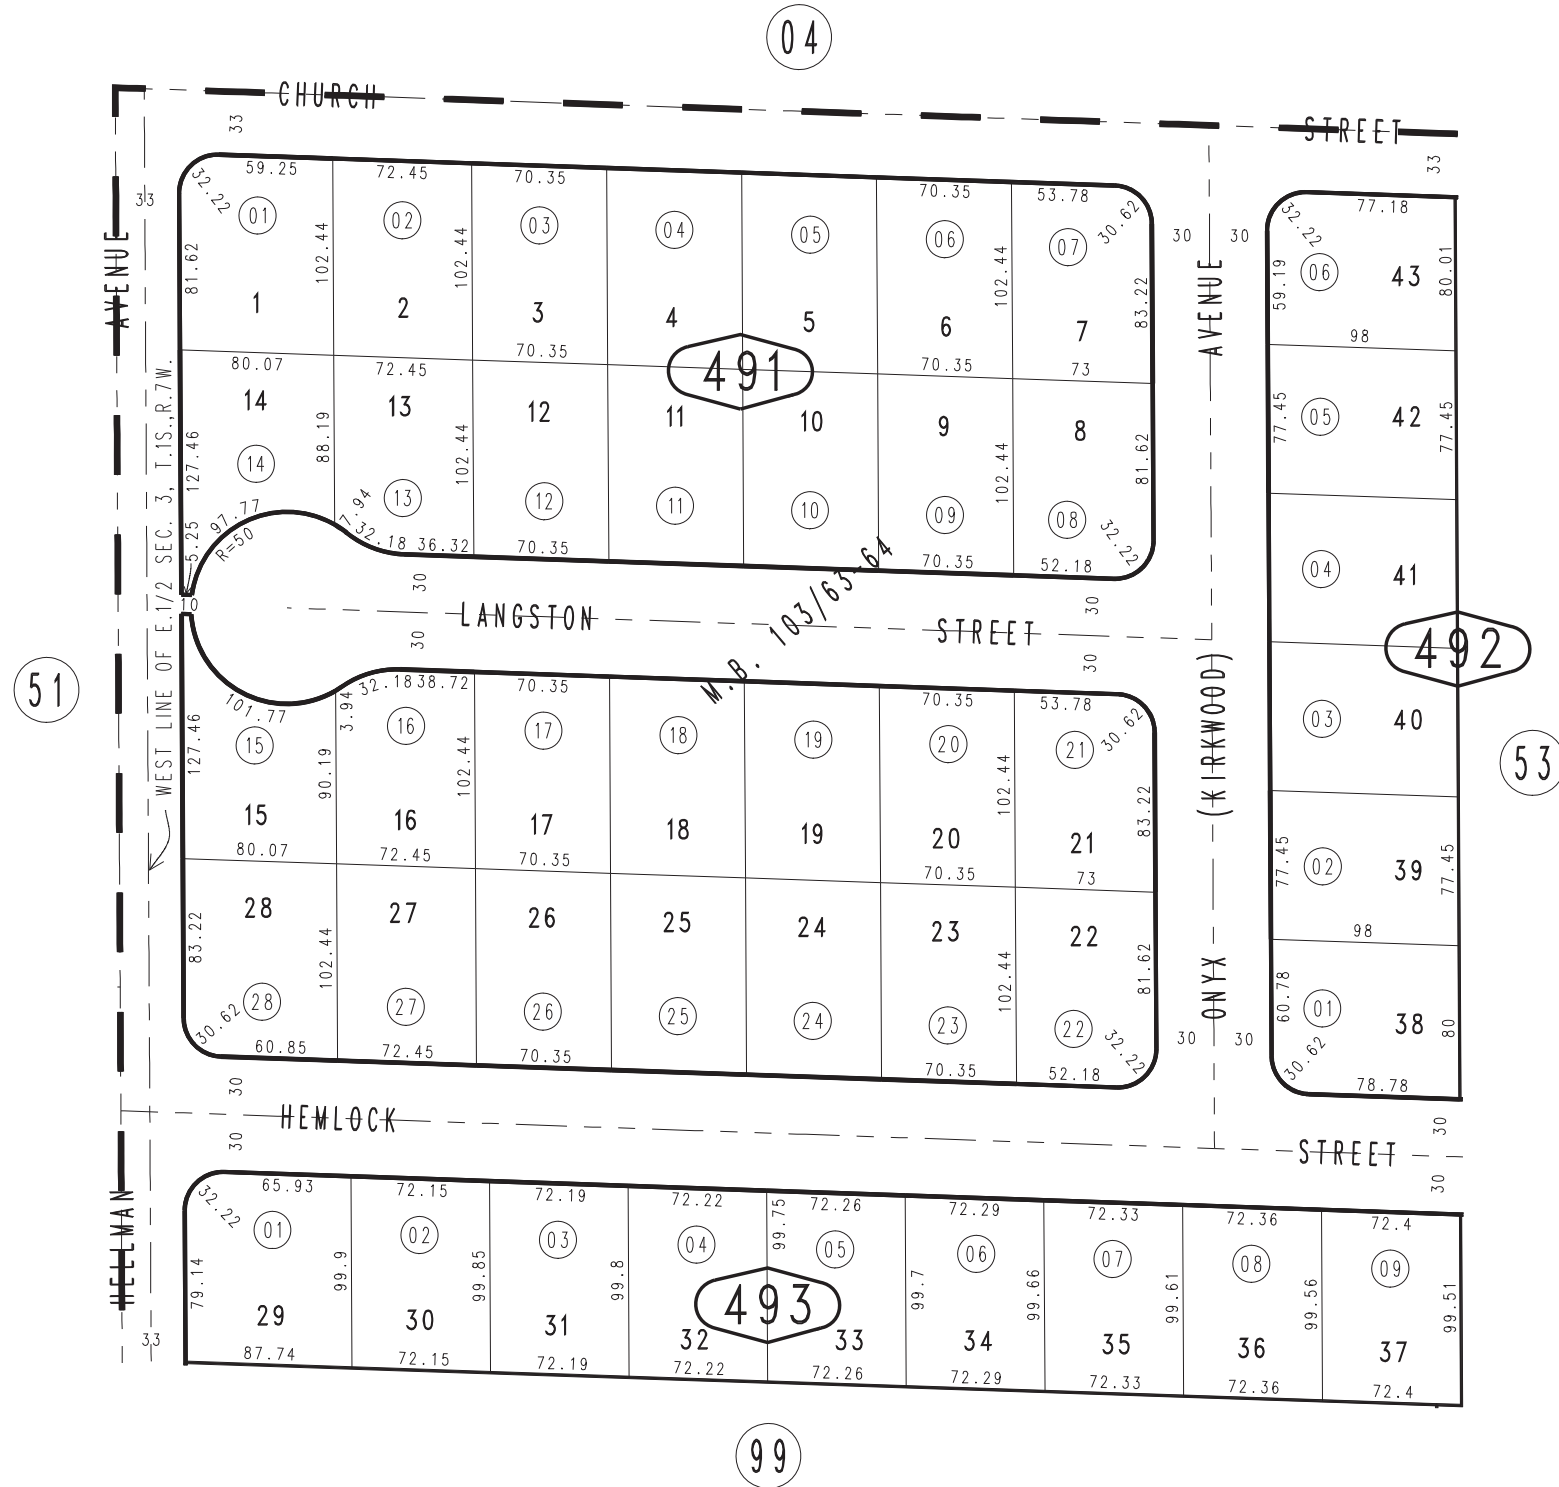 04
CHURCH STREET
33 33
59.25 72.45 70.35 70.35 53.78 77.18
32.22 30.62 32.22
33 01 02 03 04 05 06 07 30 30 06 43
81.62 102.44 102.44 102.44 83.22 59.19 80.01
1 2 3 4 5 6 7
AVENUE AVENUE
70.35 70.35 73 98
80.07 72.45
491
14 13 12 11 10 9 8 05 42
127.46 88.19 102.44 102.44 81.62 77.45 77.45
14 13 12 11 10 09 08
97.77 7.94 32.22
R=50
5.25 32.18 36.32 70.35 70.35 52.18
04 41
WEST LINE OF E.1/2 SEC. 3, T.1S.,R.7W.
10 30 30
LANGSTON STREET
M.B. 103/63-64
30 30
492
51
32.18 38.72 70.35 70.35 53.78
101.77 3.94 30.62
15 16 17 18 19 20 21 03 40
53
127.46 90.19 102.44 102.44 83.22
(KIRKWOOD)
15 16 17 18 19 20 21
80.07 72.45 70.35 70.35 73
02 39
77.45 77.45
98
28 27 26 25 24 23 22
83.22 102.44 102.44 81.62
ONYX
28 27 26 25 24 23 22
60.78 01 38 80
30.62 32.22 30 30 30.62
60.85 72.45 70.35 70.35 52.18 78.78
30 30
HEMLOCK STREET
30 30
HELLMAN
65.93 72.15 72.19 72.22 72.26 72.29 72.33 72.36 72.4
32.22
01 02 03 04 05 06 07 08 09
79.14 99.9 99.85 99.8 99.75 99.7 99.66 99.61 99.56 99.51
493
29 30 31 32 33 34 35 36 37
33
87.74 72.15 72.19 72.22 72.26 72.29 72.33 72.36 72.4
99